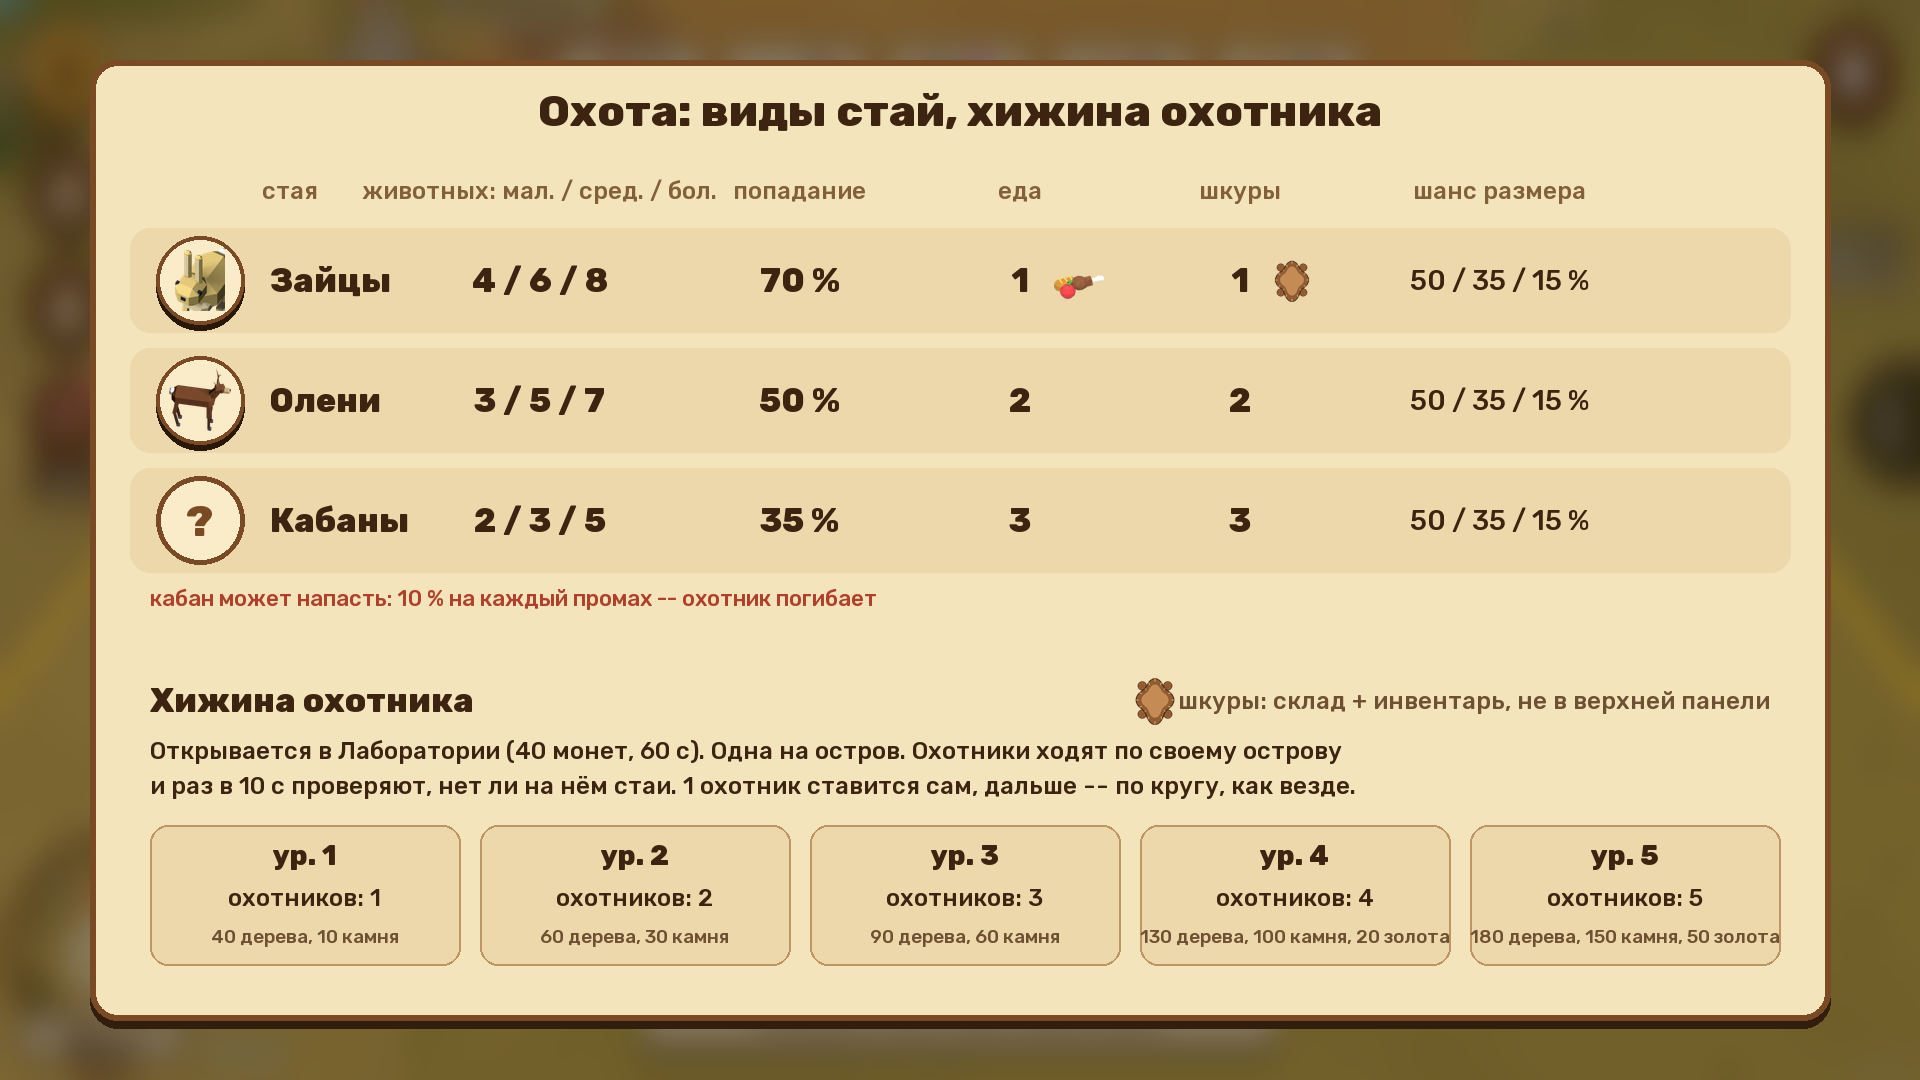 Охота: виды стай, хижина охотника
стая животных: мал. / сред. / бол. попадание еда шкуры шанс размера
Зайцы 4 / 6 / 8 70 % 1 1 50 / 35 / 15 %
Олени 3 / 5 / 7 50 % 2 2 50 / 35 / 15 %
? Кабаны 2 / 3 / 5 35 % 3 3 50 / 35 / 15 %
кабан может напасть: 10 % на каждый промах -- охотник погибает
Хижина охотника шкуры: склад + инвентарь, не в верхней панели
Открывается в Лаборатории (40 монет, 60 с). Одна на остров. Охотники ходят по своему острову
и раз в 10 с проверяют, нет ли на нём стаи. 1 охотник ставится сам, дальше -- по кругу, как везде.
ур. 1 ур. 2 ур. 3 ур. 4 ур. 5
охотников: 1 охотников: 2 охотников: 3 охотников: 4 охотников: 5
40 дерева, 10 камня 60 дерева, 30 камня 90 дерева, 60 камня 130 дерева, 100 камня, 20 золота 180 дерева, 150 камня, 50 золота